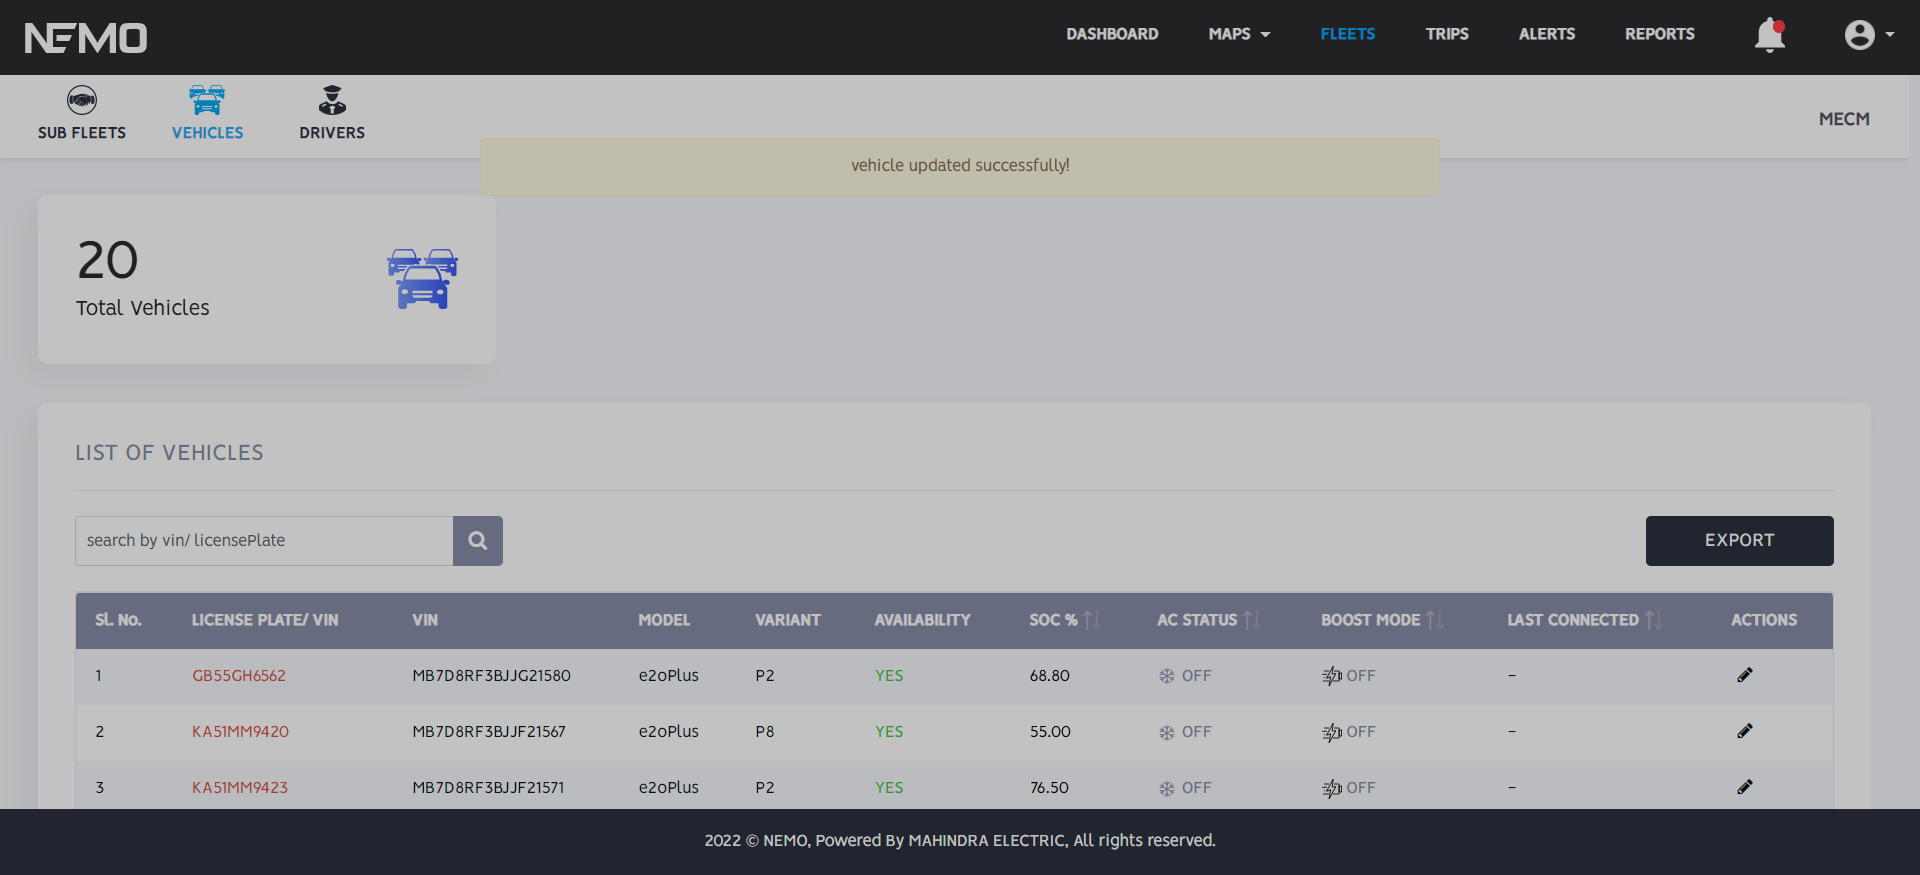 NEMO
DASHBOARD MAPS FLEETS TRIPS ALERTS REPORTS
SUB FLEETS VEHICLES DRIVERS
MECM
vehicle updated successfully!
20
Total Vehicles
LIST OF VEHICLES
search by vin/ licensePlate
EXPORT
Sl. No. LICENSE PLATE/ VIN VIN MODEL VARIANT AVAILABILITY SOC % AC STATUS BOOST MODE LAST CONNECTED ACTIONS
1 GB55GH6562 MB7D8RF3BJJG21580 e2oPlus P2 YES 68.80 OFF OFF -
2 KA51MM9420 MB7D8RF3BJJF21567 e2oPlus P8 YES 55.00 OFF OFF -
3 KA51MM9423 MB7D8RF3BJJF21571 e2oPlus P2 YES 76.50 OFF OFF -
2022 © NEMO, Powered By MAHINDRA ELECTRIC, All rights reserved.